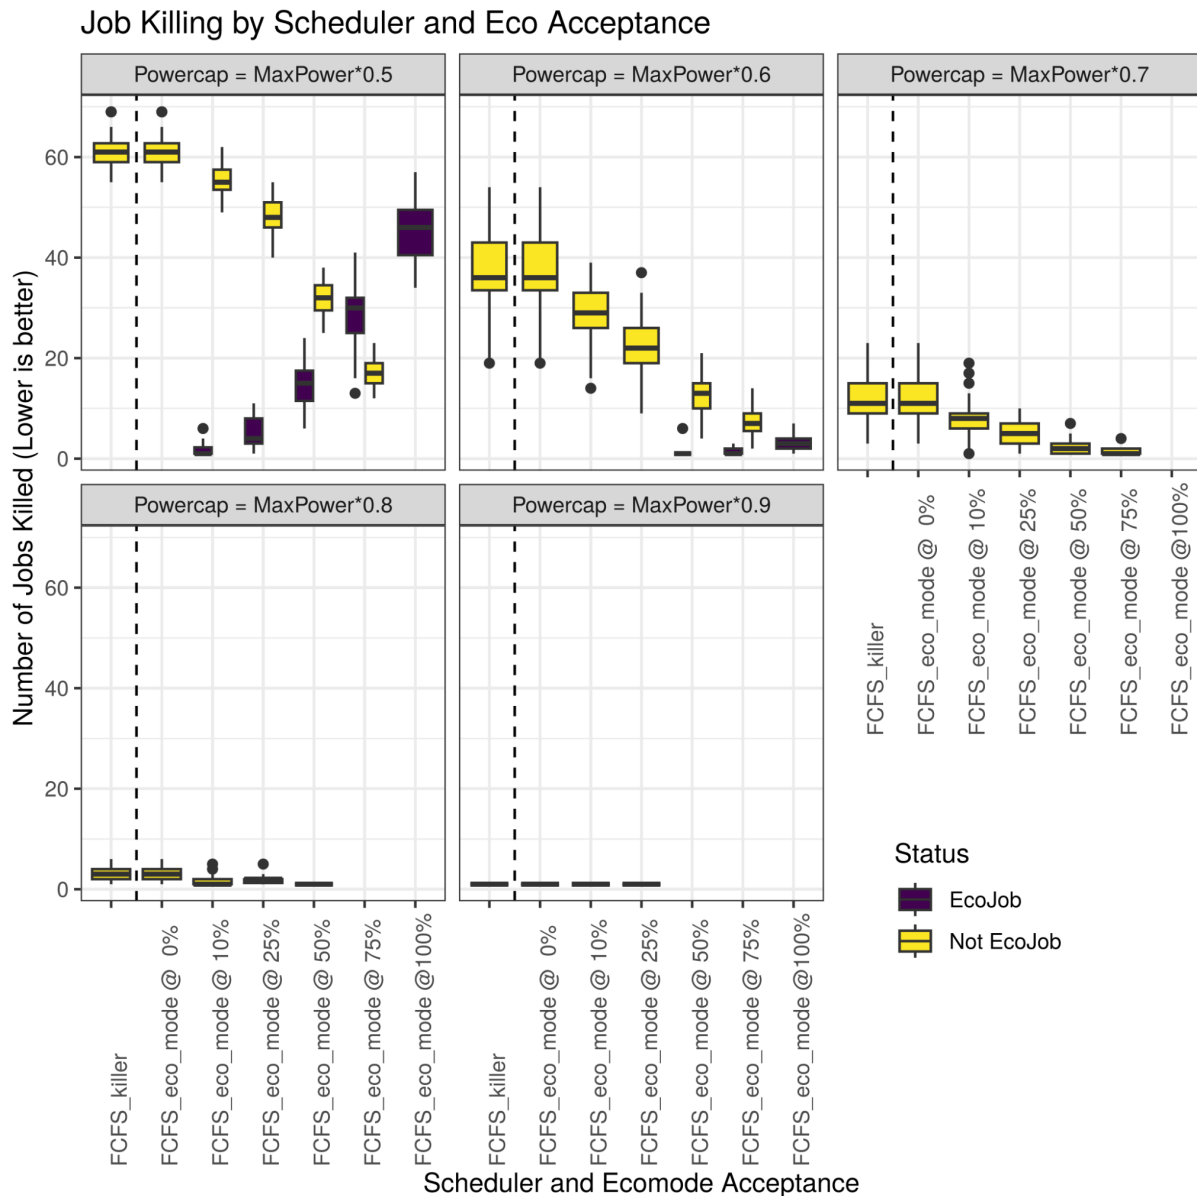 Job Killing by Scheduler and Eco Acceptance
Powercap = MaxPower*0.5
Powercap = MaxPower*0.6
Powercap = MaxPower*0.7
Number of Jobs Killed (Lower is better)
60
40
20
0
FCFS_killer
FCFS_eco_mode @  0%
FCFS_eco_mode @ 10%
FCFS_eco_mode @ 25%
FCFS_eco_mode @ 50%
FCFS_eco_mode @ 75%
FCFS_eco_mode @100%
Powercap = MaxPower*0.8
Powercap = MaxPower*0.9
60
40
20
0
FCFS_killer
FCFS_eco_mode @  0%
FCFS_eco_mode @ 10%
FCFS_eco_mode @ 25%
FCFS_eco_mode @ 50%
FCFS_eco_mode @ 75%
FCFS_eco_mode @100%
FCFS_killer
FCFS_eco_mode @  0%
FCFS_eco_mode @ 10%
FCFS_eco_mode @ 25%
FCFS_eco_mode @ 50%
FCFS_eco_mode @ 75%
FCFS_eco_mode @100%
Status
EcoJob
Not EcoJob
Scheduler and Ecomode Acceptance